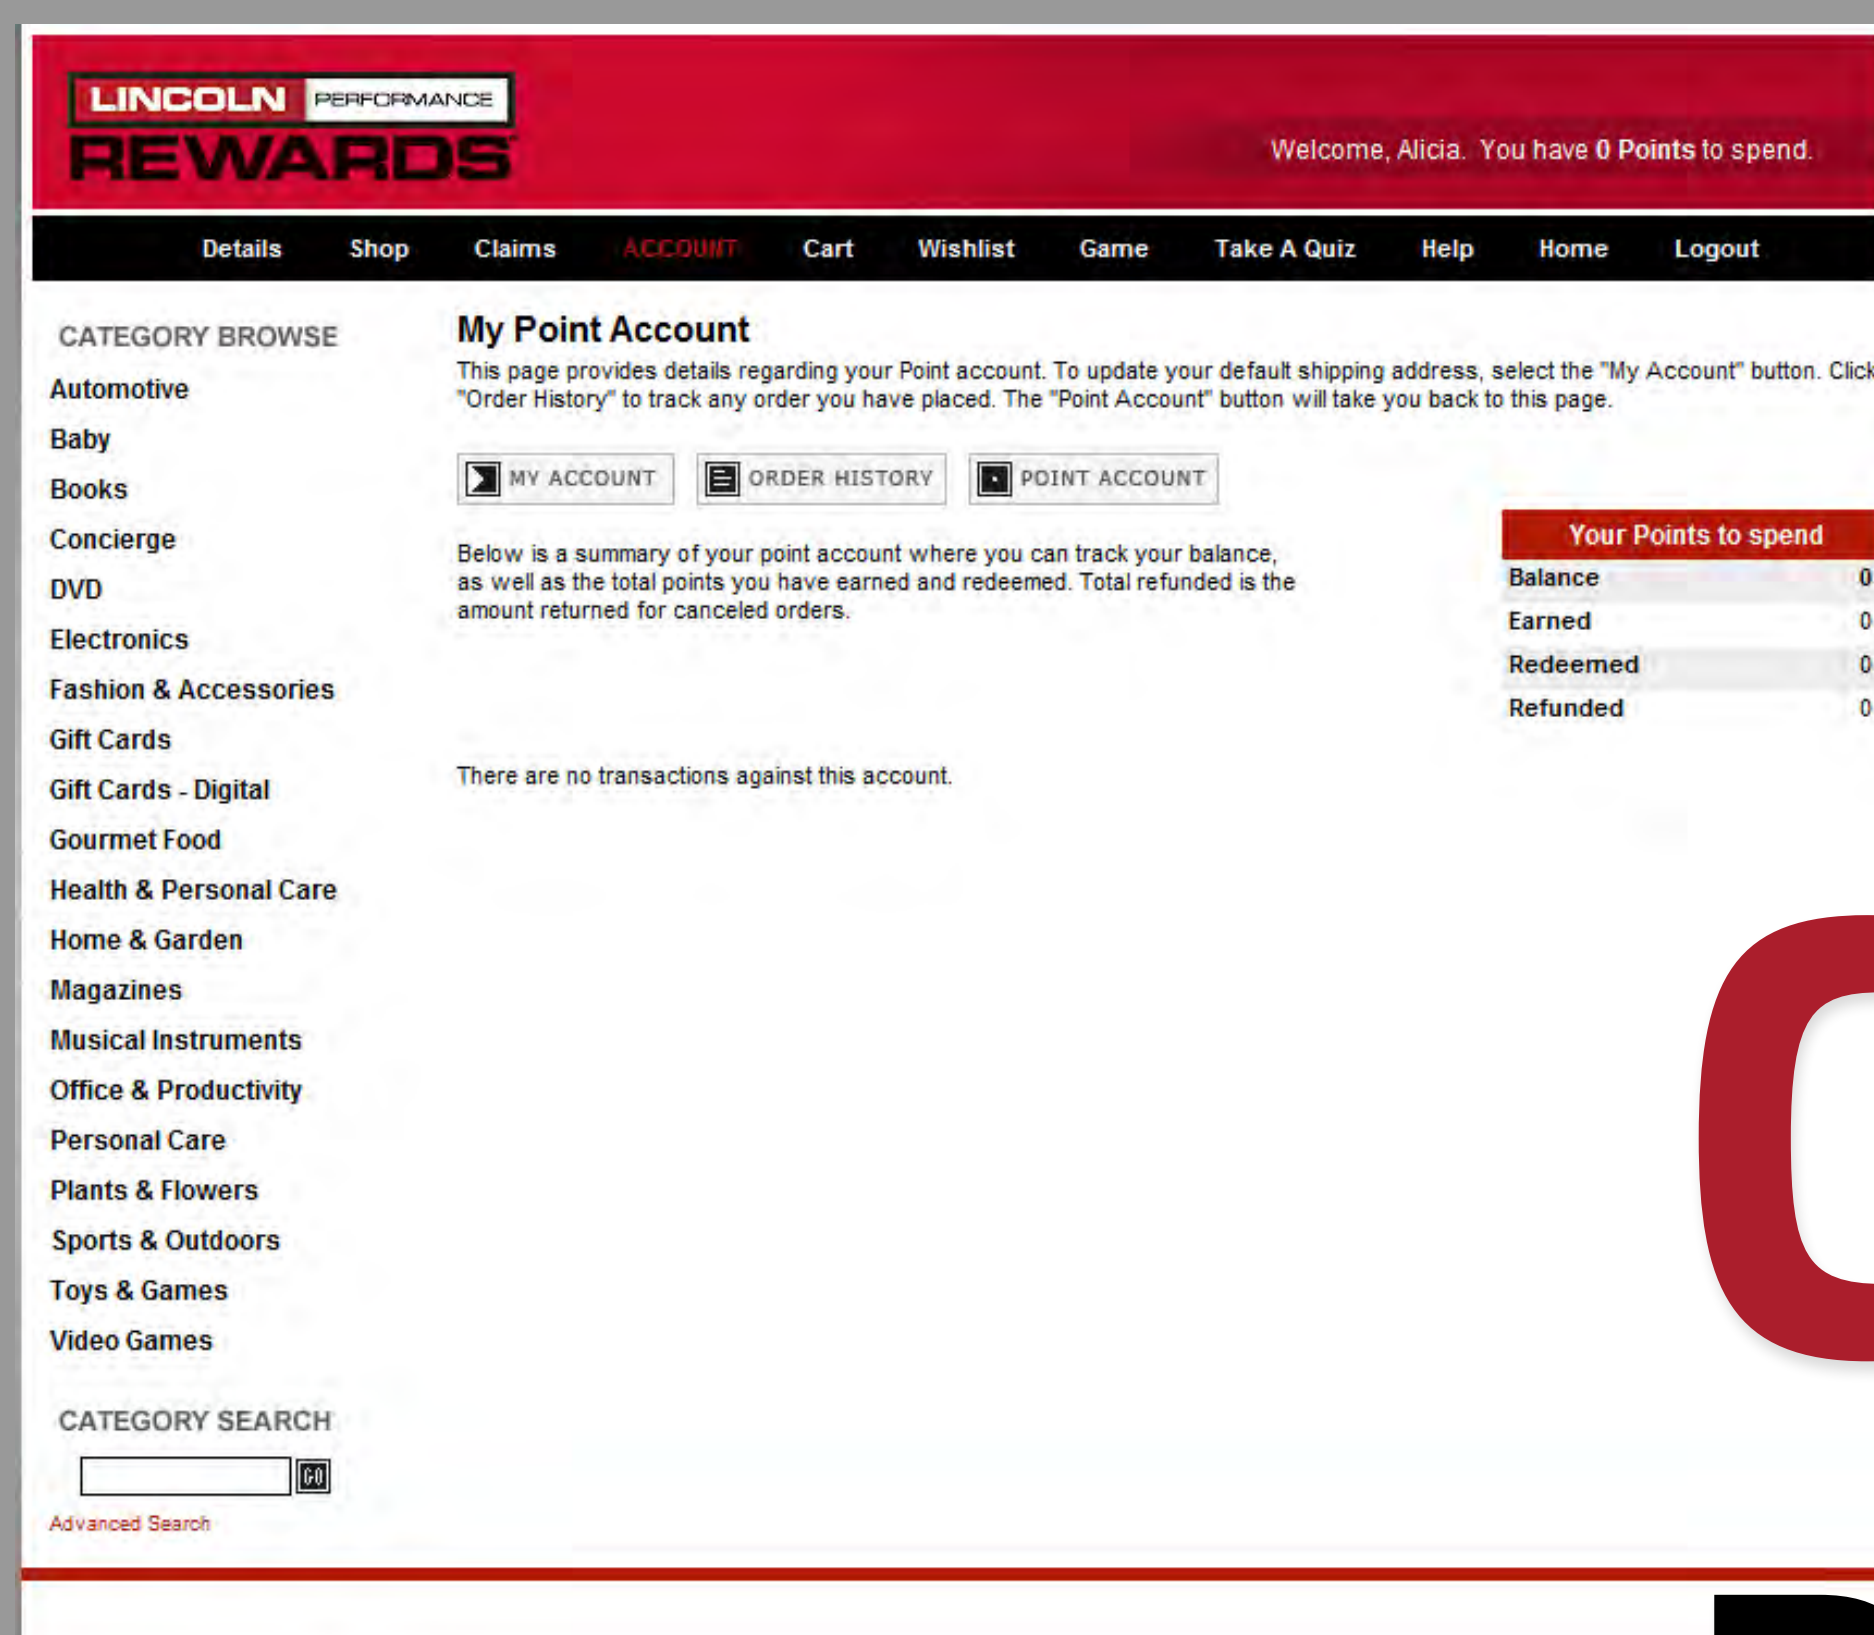 LINCOLN PERFORMANCE
REWARDS
Welcome, Alicia. You have 0 Points to spend.
Details Shop Claims ACCOUNT Cart Wishlist Game Take A Quiz Help Home Logout
CATEGORY BROWSE
Automotive
Baby
Books
Concierge
DVD
Electronics
Fashion & Accessories
Gift Cards
Gift Cards - Digital
Gourmet Food
Health & Personal Care
Home & Garden
Magazines
Musical Instruments
Office & Productivity
Personal Care
Plants & Flowers
Sports & Outdoors
Toys & Games
Video Games
CATEGORY SEARCH
GO
Advanced Search
My Point Account
This page provides details regarding your Point account. To update your default shipping address, select the "My Account" button. Click
"Order History" to track any order you have placed. The "Point Account" button will take you back to this page.
MY ACCOUNT ORDER HISTORY POINT ACCOUNT
Below is a summary of your point account where you can track your balance,
as well as the total points you have earned and redeemed. Total refunded is the
amount returned for canceled orders.
Your Points to spend
Balance 0
Earned 0
Redeemed 0
Refunded 0
There are no transactions against this account.